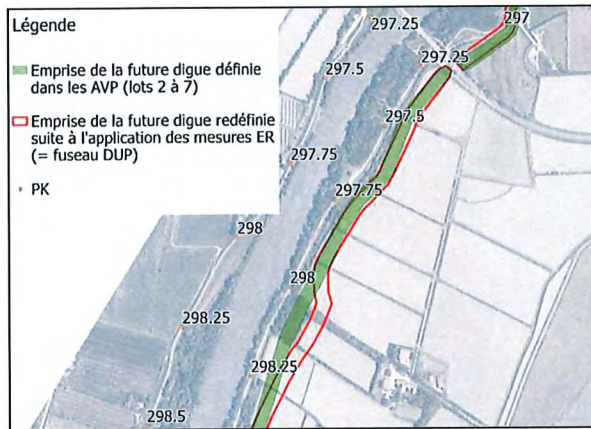 Légende
Emprise de la future digue définie
dans les AVP (lots 2 à 7)
Emprise de la future digue redéfinie
suite à l'application des mesures ER
(= fuseau DUP)
PK
297
297.25
297.25
297.5
297.5
297.75
297.75
298
298
298.25
298.25
298.5